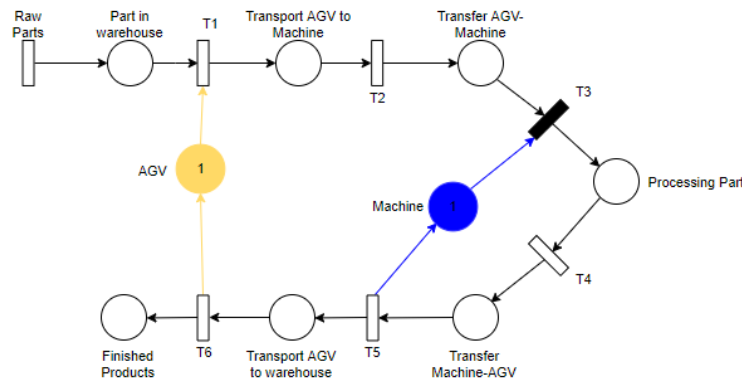 Raw
Parts
Part in
warehouse
T1
Transport AGV to
Machine
T2
Transfer AGV-
Machine
T3
AGV
1
Machine
1
Processing Part
T4
Finished
Products
T6
Transport AGV
to warehouse
T5
Transfer
Machine-AGV